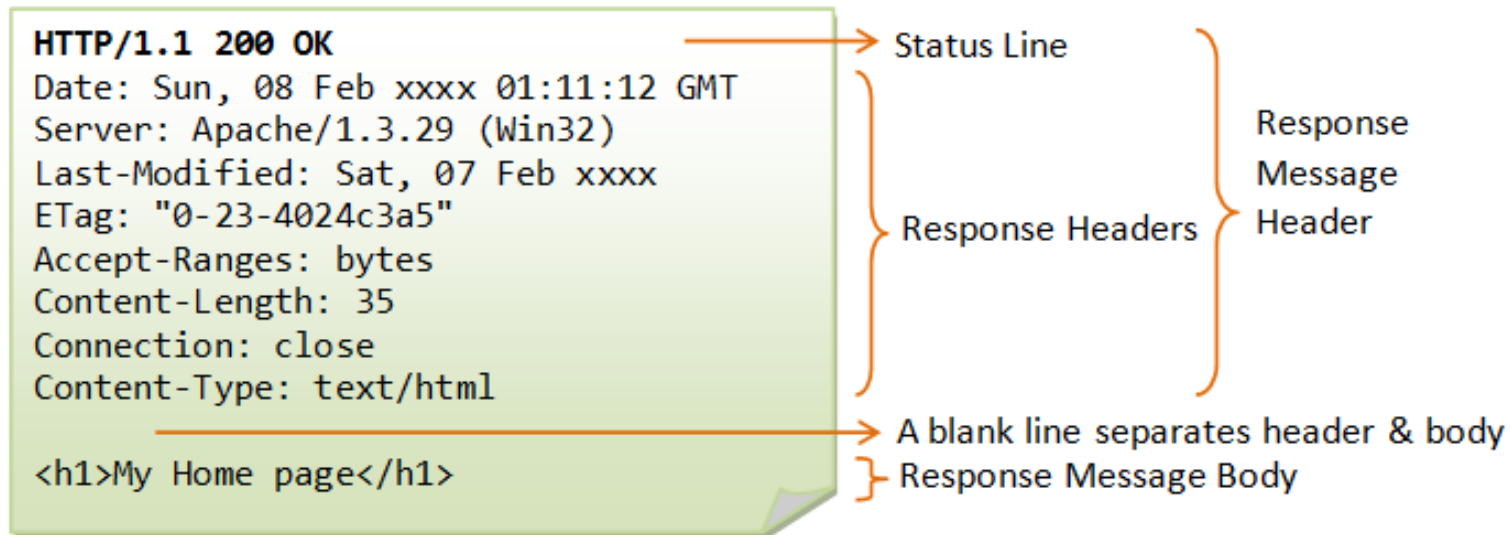 HTTP/1.1 200 OK
Date: Sun, 08 Feb xxxx 01:11:12 GMT
Server: Apache/1.3.29 (Win32)
Last-Modified: Sat, 07 Feb xxxx
ETag: "0-23-4024c3a5"
Accept-Ranges: bytes
Content-Length: 35
Connection: close
Content-Type: text/html

<h1>My Home page</h1>
Status Line
Response Headers
Response
Message
Header
A blank line separates header & body
Response Message Body